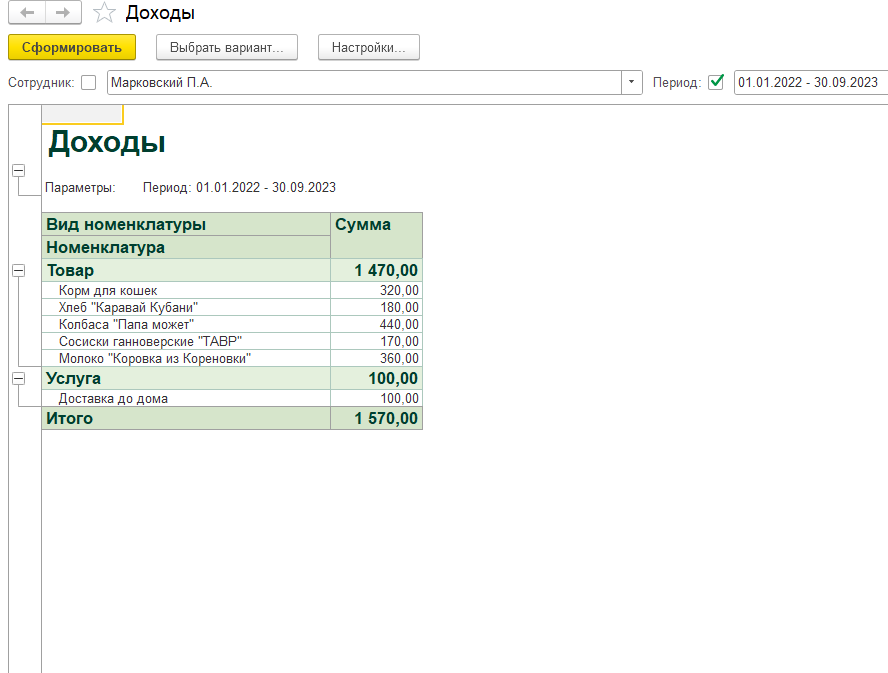 Доходы
Сформировать Выбрать вариант... Настройки...
Сотрудник: Марковский П.А. Период: 01.01.2022 - 30.09.2023
Доходы
Параметры: Период: 01.01.2022 - 30.09.2023
Вид номенклатуры Сумма
Номенклатура
Товар 1 470,00
Корм для кошек 320,00
Хлеб "Каравай Кубани" 180,00
Колбаса "Папа может" 440,00
Сосиски ганноверские "ТАВР" 170,00
Молоко "Коровка из Кореновки" 360,00
Услуга 100,00
Доставка до дома 100,00
Итого 1 570,00